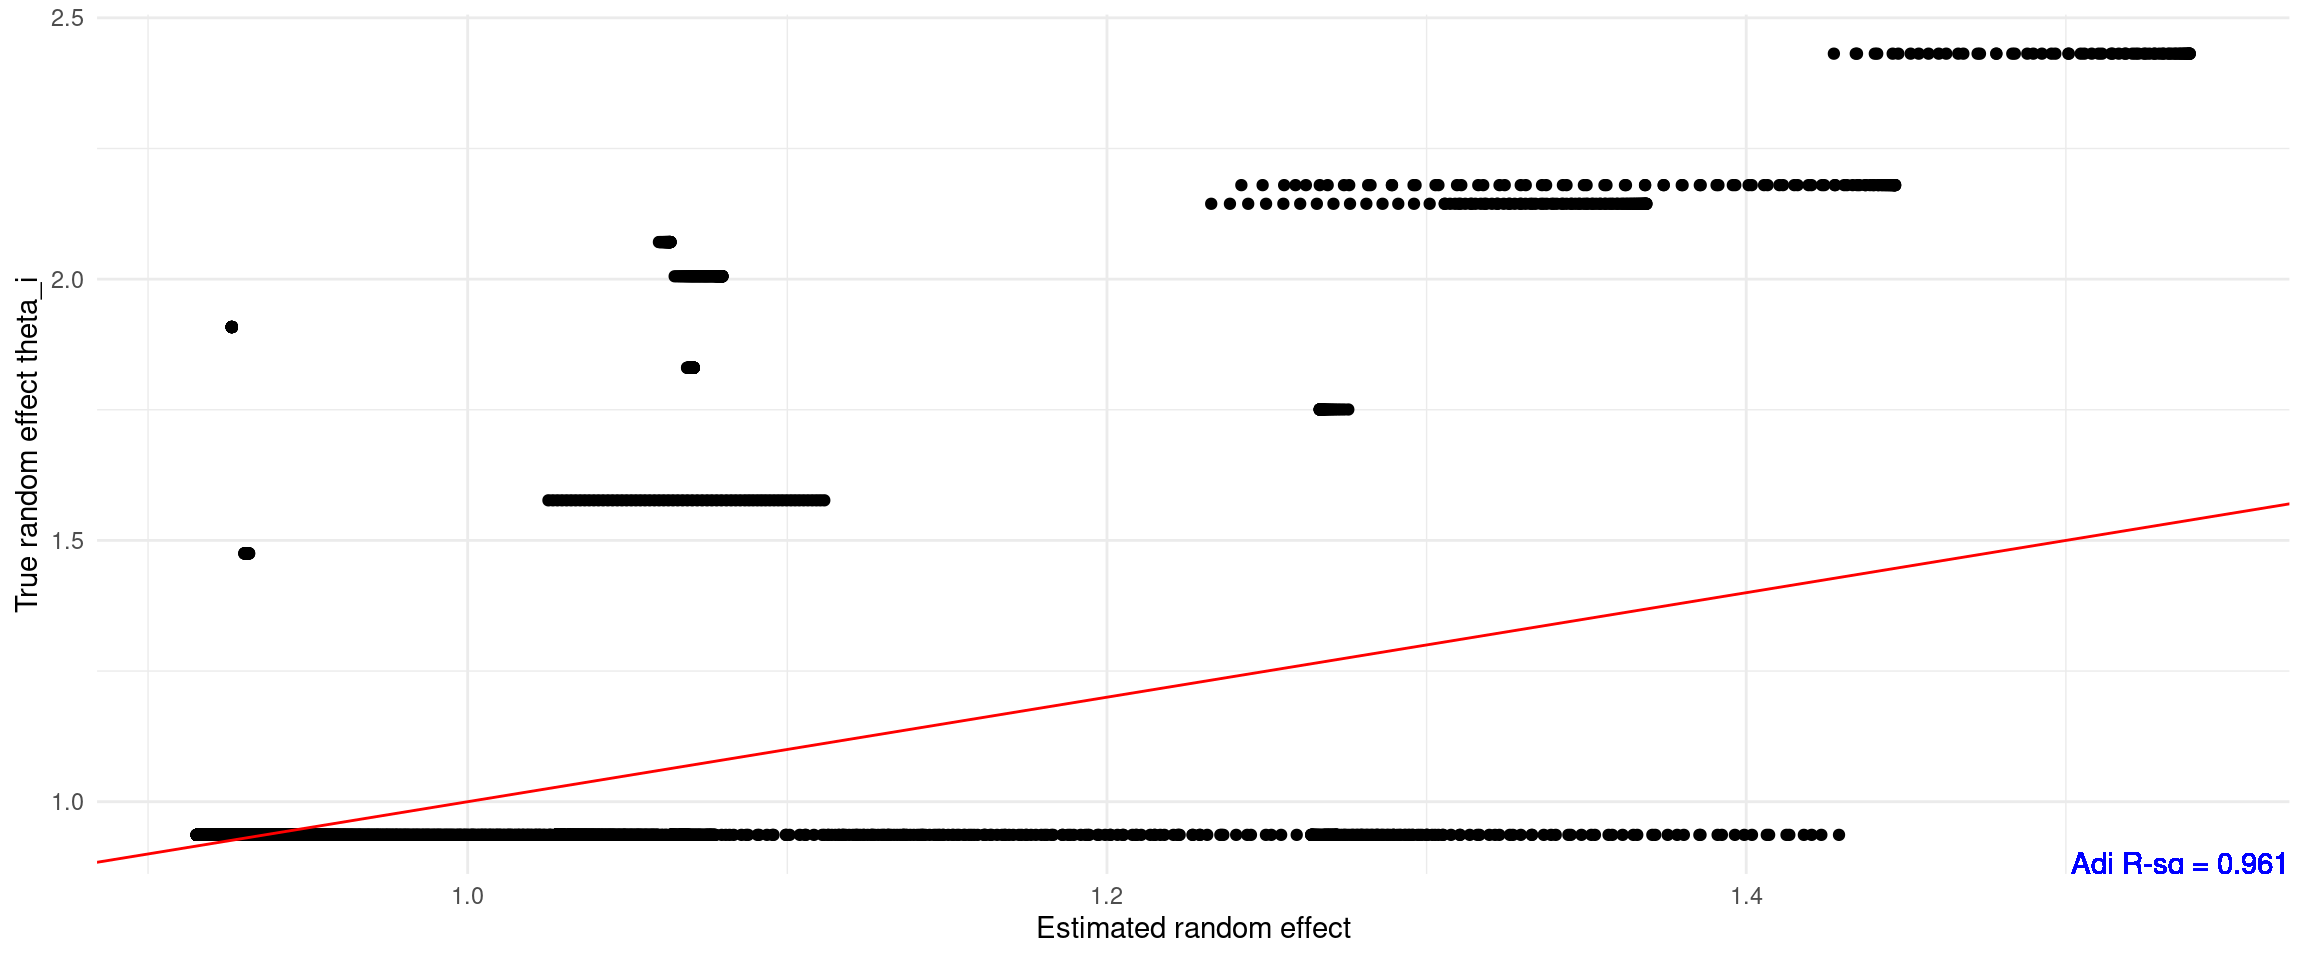 2.5
2.0
1.5
1.0
True random effect theta_i
1.0 1.2 1.4
Estimated random effect
Adj R-sq = 0.961